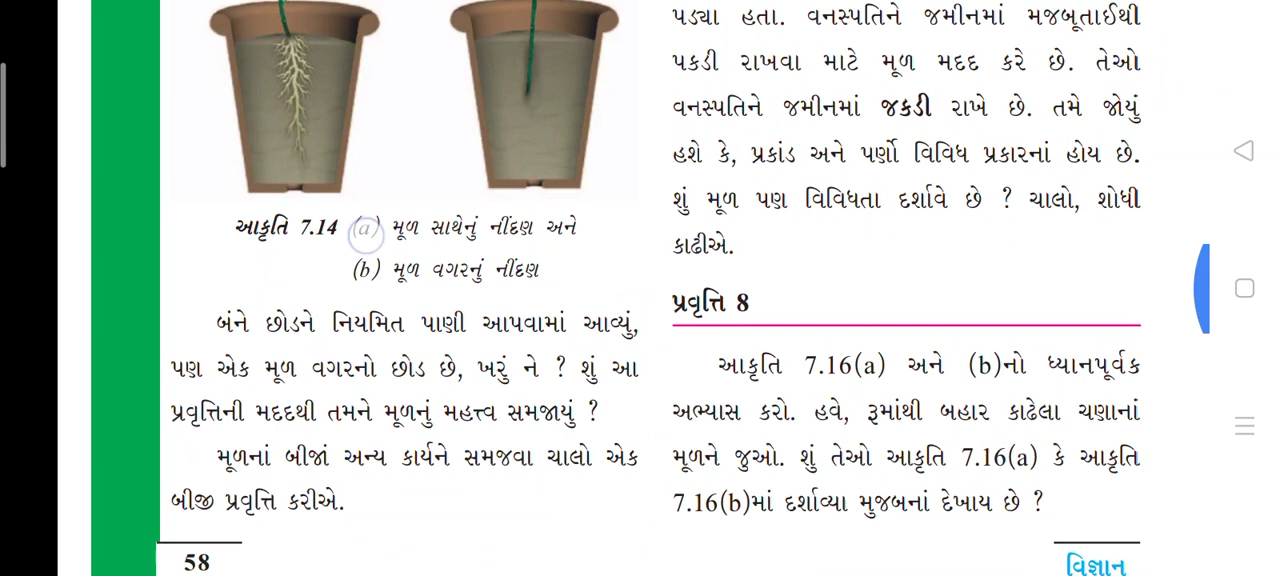 આકૃતિ 7.14 (a) મૂળ સાથેનું નીંદણ અને
(b) મૂળ વગરનું નીંદણ
બંને છોડને નિયમિત પાણી આપવામાં આવ્યું,
પણ એક મૂળ વગરનો છોડ છે, ખરું ને ? શું આ
પ્રવૃત્તિની મદદથી તમને મૂળનું મહત્ત્વ સમજાયું ?
મૂળનાં બીજાં અન્ય કાર્યને સમજવા ચાલો એક
બીજી પ્રવૃત્તિ કરીએ.
58
પડ્યા હતા. વનસ્પતિને જમીનમાં મજબૂતાઈથી
પકડી રાખવા માટે મૂળ મદદ કરે છે. તેઓ
વનસ્પતિને જમીનમાં જકડી રાખે છે. તમે જોયું
હશે કે, પ્રકાંડ અને પર્ણો વિવિધ પ્રકારનાં હોય છે.
શું મૂળ પણ વિવિધતા દર્શાવે છે ? ચાલો, શોધી
કાઢીએ.
પ્રવૃત્તિ 8
આકૃતિ 7.16(a) અને (b)નો ધ્યાનપૂર્વક
અભ્યાસ કરો. હવે, રૂમાંથી બહાર કાઢેલા ચણાનાં
મૂળને જુઓ. શું તેઓ આકૃતિ 7.16(a) કે આકૃતિ
7.16(b)માં દર્શાવ્યા મુજબનાં દેખાય છે ?
વિજ્ઞાન